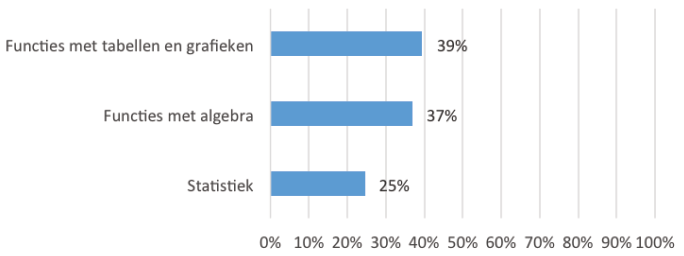 Functies met tabellen en grafieken 39%
Functies met algebra 37%
Statistiek 25%
0% 10% 20% 30% 40% 50% 60% 70% 80% 90% 100%